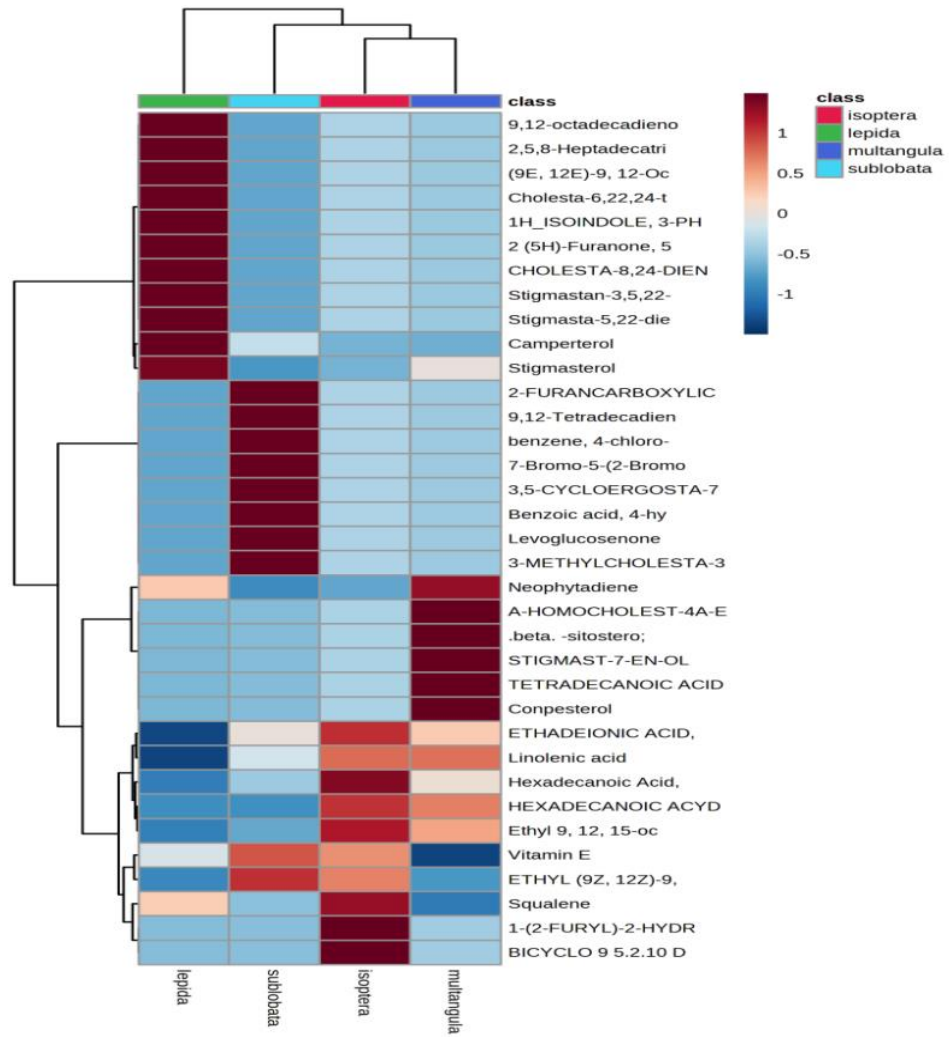 class
9,12-octadecadieno
2,5,8-Heptadecatri
(9E, 12E)-9, 12-Oc
Cholesta-6,22,24-t
1H_ISOINDOLE, 3-PH
2 (5H)-Furanone, 5
CHOLESTA-8,24-DIEN
Stigmastan-3,5,22-
Stigmasta-5,22-die
Camperterol
Stigmasterol
2-FURANCARBOXYLIC
9,12-Tetradecadien
benzene, 4-chloro-
7-Bromo-5-(2-Bromo
3,5-CYCLOERGOSTA-7
Benzoic acid, 4-hy
Levoglucosenone
3-METHYLCHOLESTA-3
Neophytadiene
A-HOMOCHOLEST-4A-E
.beta. -sitostero;
STIGMAST-7-EN-OL
TETRADECANOIC ACID
Conpesterol
ETHADEIONIC ACID,
Linolenic acid
Hexadecanoic Acid,
HEXADECANOIC ACYD
Ethyl 9, 12, 15-oc
Vitamin E
ETHYL (9Z, 12Z)-9,
Squalene
1-(2-FURYL)-2-HYDR
BICYCLO 9 5.2.10 D
lepida
sublobata
isoptera
multangula
1
0.5
0
-0.5
-1
class
isoptera
lepida
multangula
sublobata